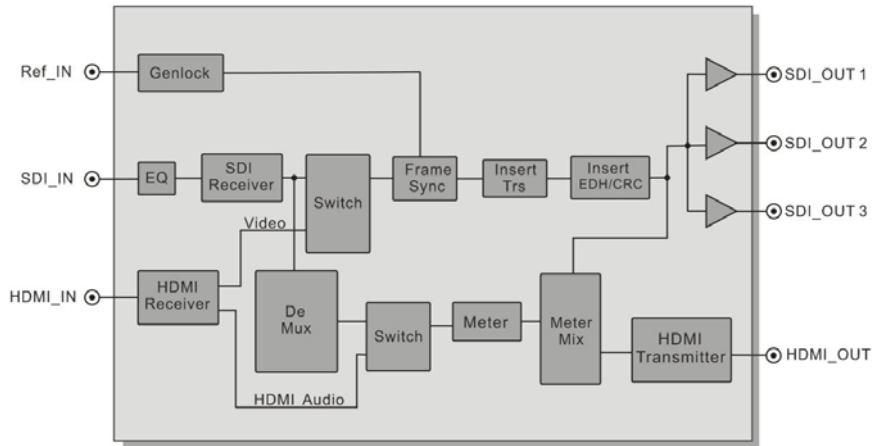 Ref_IN
Genlock
SDI_OUT 1
SDI_IN
EQ
SDI
Receiver
Switch
Frame
Sync
Insert
Trs
Insert
EDH/CRC
SDI_OUT 2
SDI_OUT 3
Video
HDMI_IN
HDMI
Receiver
De
Mux
Switch
Meter
Meter
Mix
HDMI
Transmitter
HDMI_OUT
HDMI Audio